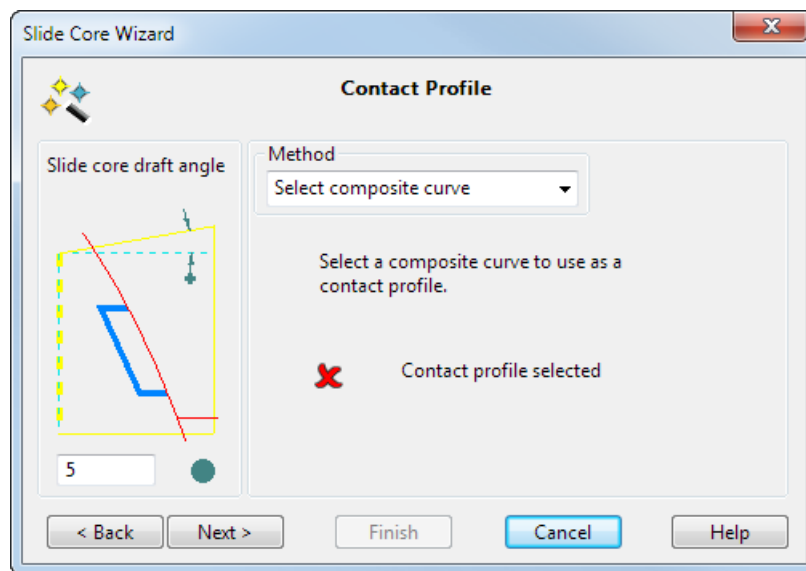 Slide Core Wizard
Contact Profile
Slide core draft angle
Method
Select composite curve
Select a composite curve to use as a
contact profile.
Contact profile selected
5
< Back
Next >
Finish
Cancel
Help